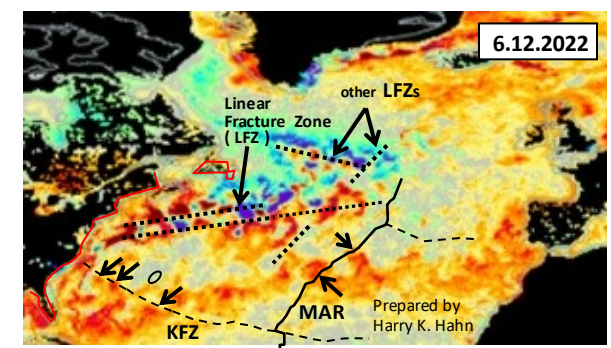 6.12.2022
other LFZs
Linear
Fracture Zone
( LFZ )
KFZ
MAR
Prepared by
Harry K. Hahn